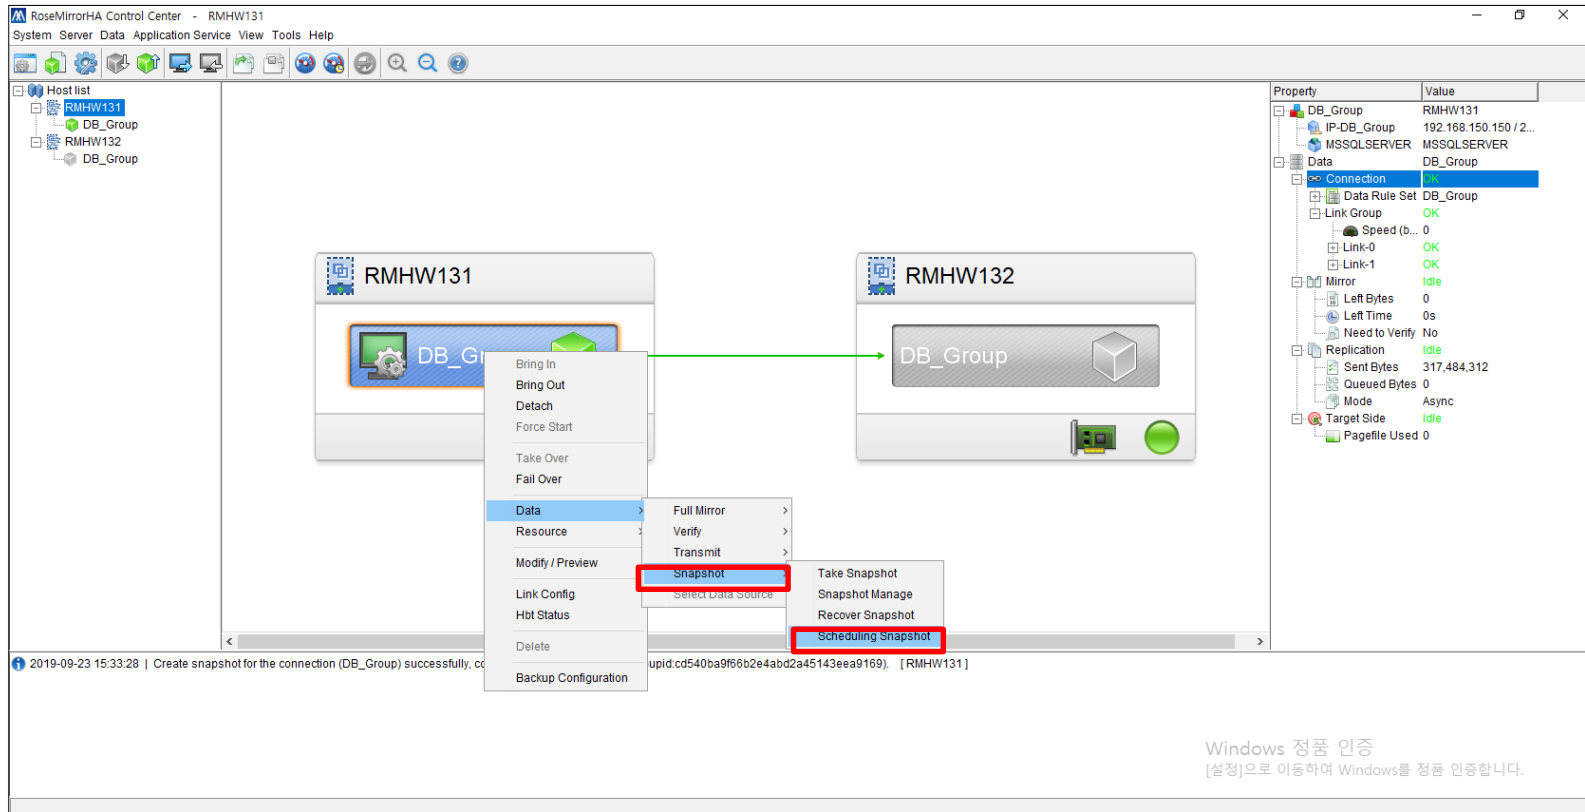 RoseMirrorHA Control Center - RMHW131
System Server Data Application Service View Tools Help
Host list
RMHW131
DB_Group
RMHW132
DB_Group
RMHW131
DB_G
RMHW132
DB_Group
Bring In
Bring Out
Detach
Force Start
Take Over
Fail Over
Data
Resource
Modify / Preview
Link Config
Hbt Status
Delete
Backup Configuration
Full Mirror
Verify
Transmit
Snapshot
Select Data Source
Take Snapshot
Snapshot Manage
Recover Snapshot
Scheduling Snapshot
Property Value
DB_Group RMHW131
IP-DB_Group 192.168.150.150 / 2...
MSSQLSERVER MSSQLSERVER
Data DB_Group
Connection OK
Data Rule Set DB_Group
Link Group OK
Speed (b... 0
Link-0 OK
Link-1 OK
Mirror Idle
Left Bytes 0
Left Time 0s
Need to Verify No
Replication Idle
Sent Bytes 317,484,312
Queued Bytes 0
Mode Async
Target Side Idle
Pagefile Used 0
2019-09-23 15:33:28 | Create snapshot for the connection (DB_Group) successfully, co upid:cd540ba9f66b2e4abd2a45143eea9169). [ RMHW131 ]
Windows 정품 인증
[설정]으로 이동하여 Windows를 정품 인증합니다.